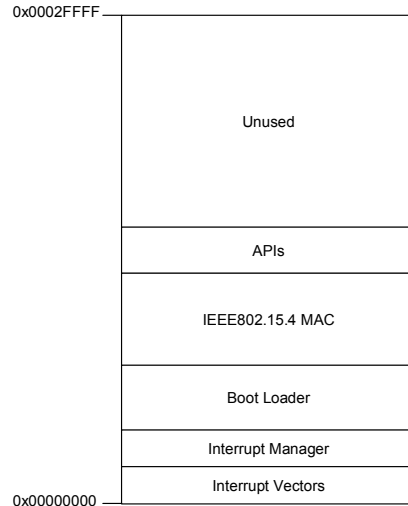 0x0002FFFF
Unused
APIs
IEEE802.15.4 MAC
Boot Loader
Interrupt Manager
Interrupt Vectors
0x00000000